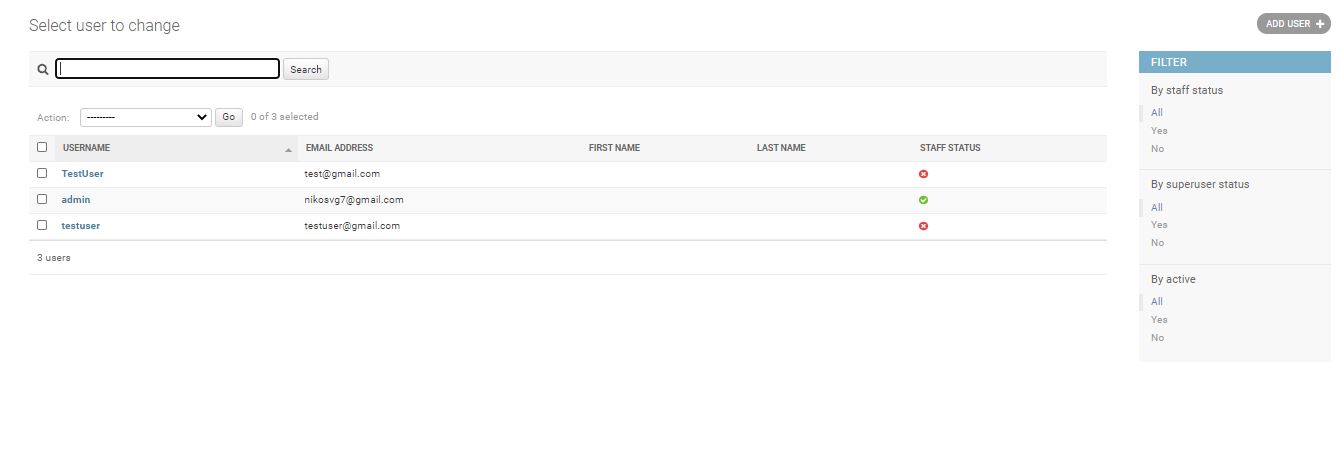 Select user to change
ADD USER +
Search
Action: --------- Go 0 of 3 selected
USERNAME EMAIL ADDRESS FIRST NAME LAST NAME STAFF STATUS
TestUser test@gmail.com
admin nikosvg7@gmail.com
testuser testuser@gmail.com
3 users
FILTER
By staff status
All
Yes
No
By superuser status
All
Yes
No
By active
All
Yes
No